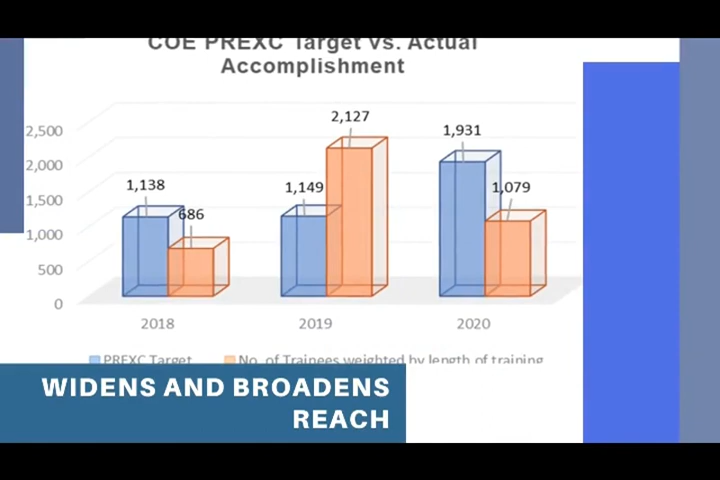 COE PREXC Target vs. Actual
Accomplishment
2,500
2,000
1,500
1,000
500
0
1,138
686
1,149
2,127
1,931
1,079
2018
2019
2020
PREXC Target
No. of Trainees weighted by length of training
WIDENS AND BROADENS
REACH